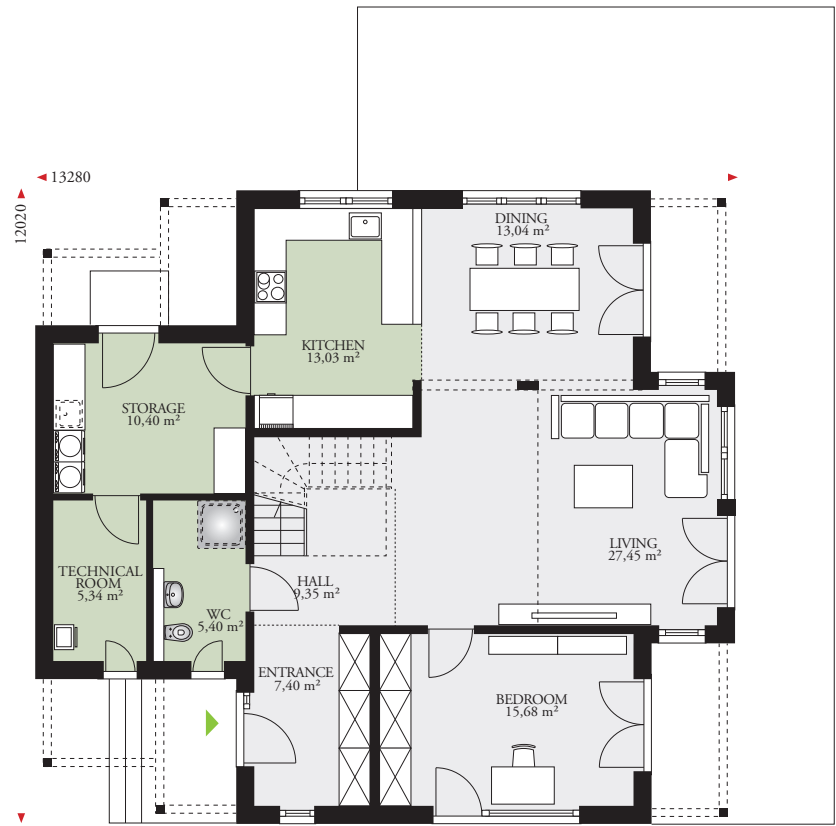 13280
12020
DINING
13,04 m²
KITCHEN
13,03 m²
STORAGE
10,40 m²
LIVING
27,45 m²
TECHNICAL
ROOM
5,34 m²
HALL
9,35 m²
WC
5,40 m²
ENTRANCE
7,40 m²
BEDROOM
15,68 m²